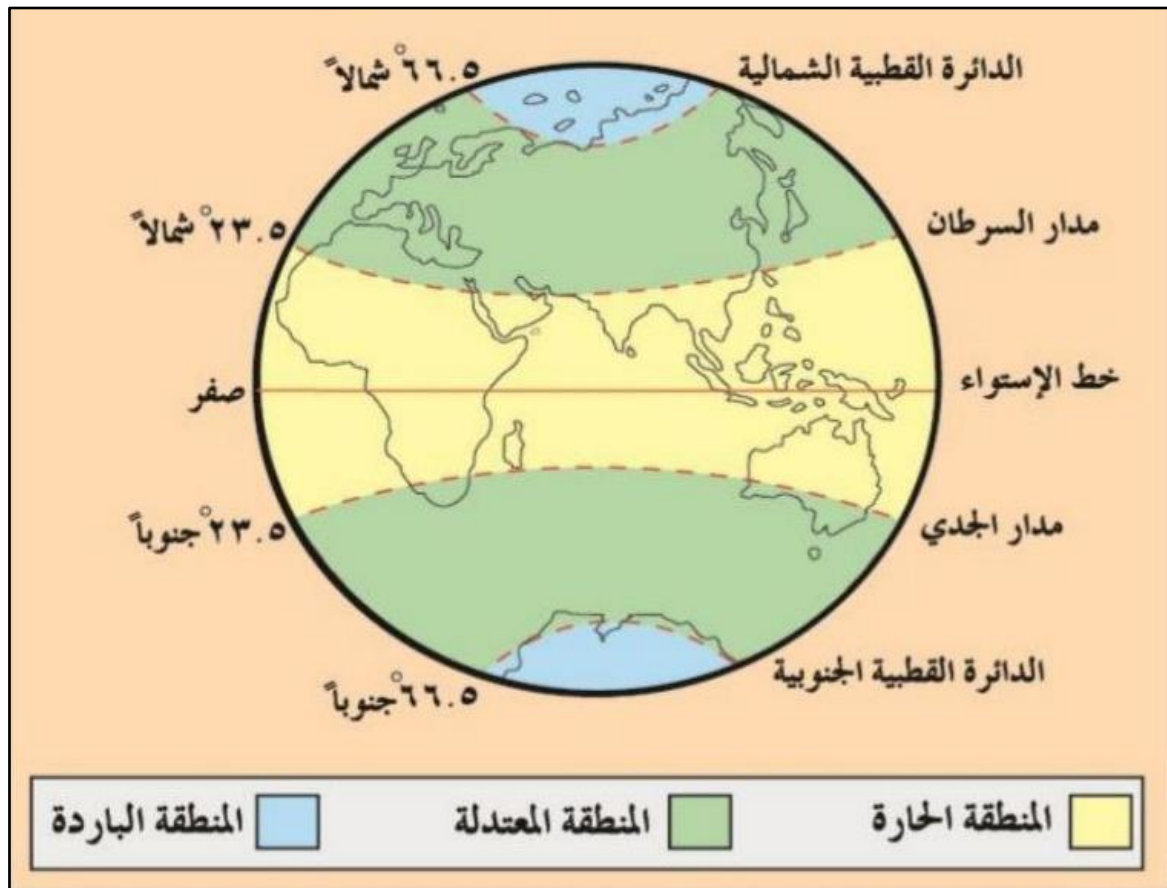 الدائرة القطبية الشمالية
٦٦.٥° شمالاً
مدار السرطان
٢٣.٥° شمالاً
خط الإستواء
صفر
مدار الجدي
٢٣.٥° جنوباً
الدائرة القطبية الجنوبية
٦٦.٥° جنوباً
المنطقة الحارة
المنطقة المعتدلة
المنطقة الباردة